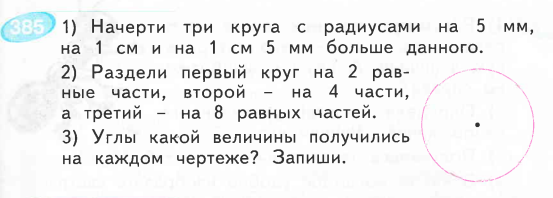 385 1) Начерти три круга с радиусами на 5 мм,
на 1 см и на 1 см 5 мм больше данного.
2) Раздели первый круг на 2 рав-
ные части, второй – на 4 части,
а третий – на 8 равных частей.
3) Углы какой величины получились
на каждом чертеже? Запиши.